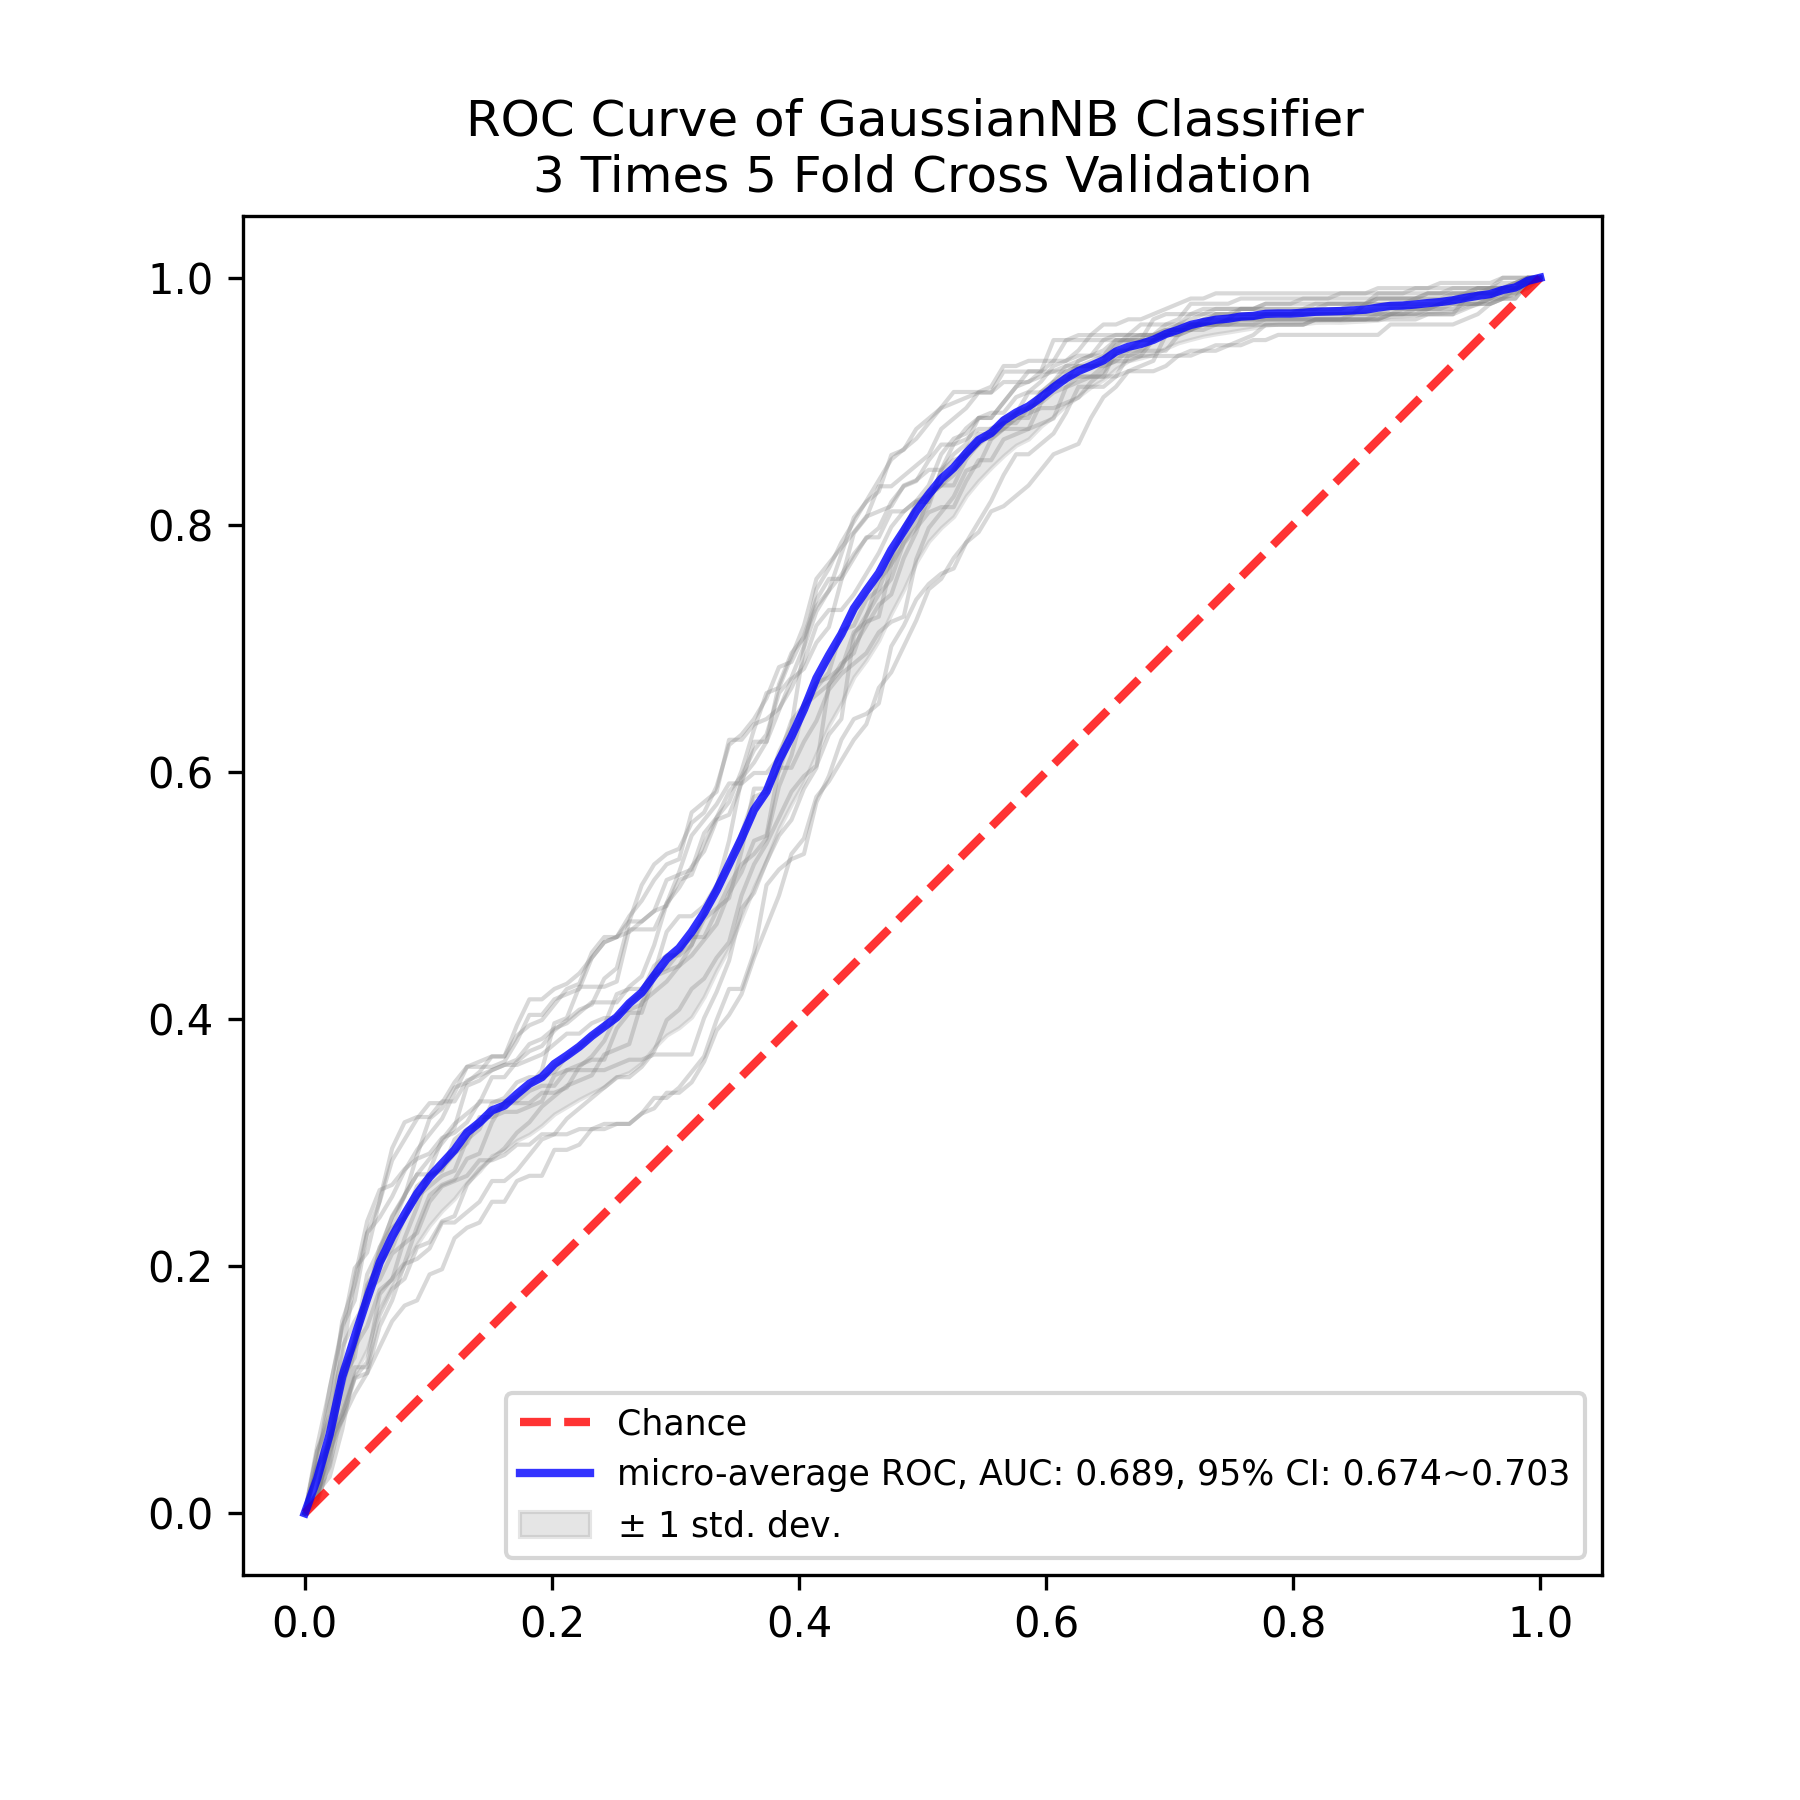 ROC Curve of GaussianNB Classifier
3 Times 5 Fold Cross Validation
1.0
0.8
0.6
0.4
0.2
0.0
Chance
micro-average ROC, AUC: 0.689, 95% CI: 0.674~0.703
± 1 std. dev.
0.0 0.2 0.4 0.6 0.8 1.0